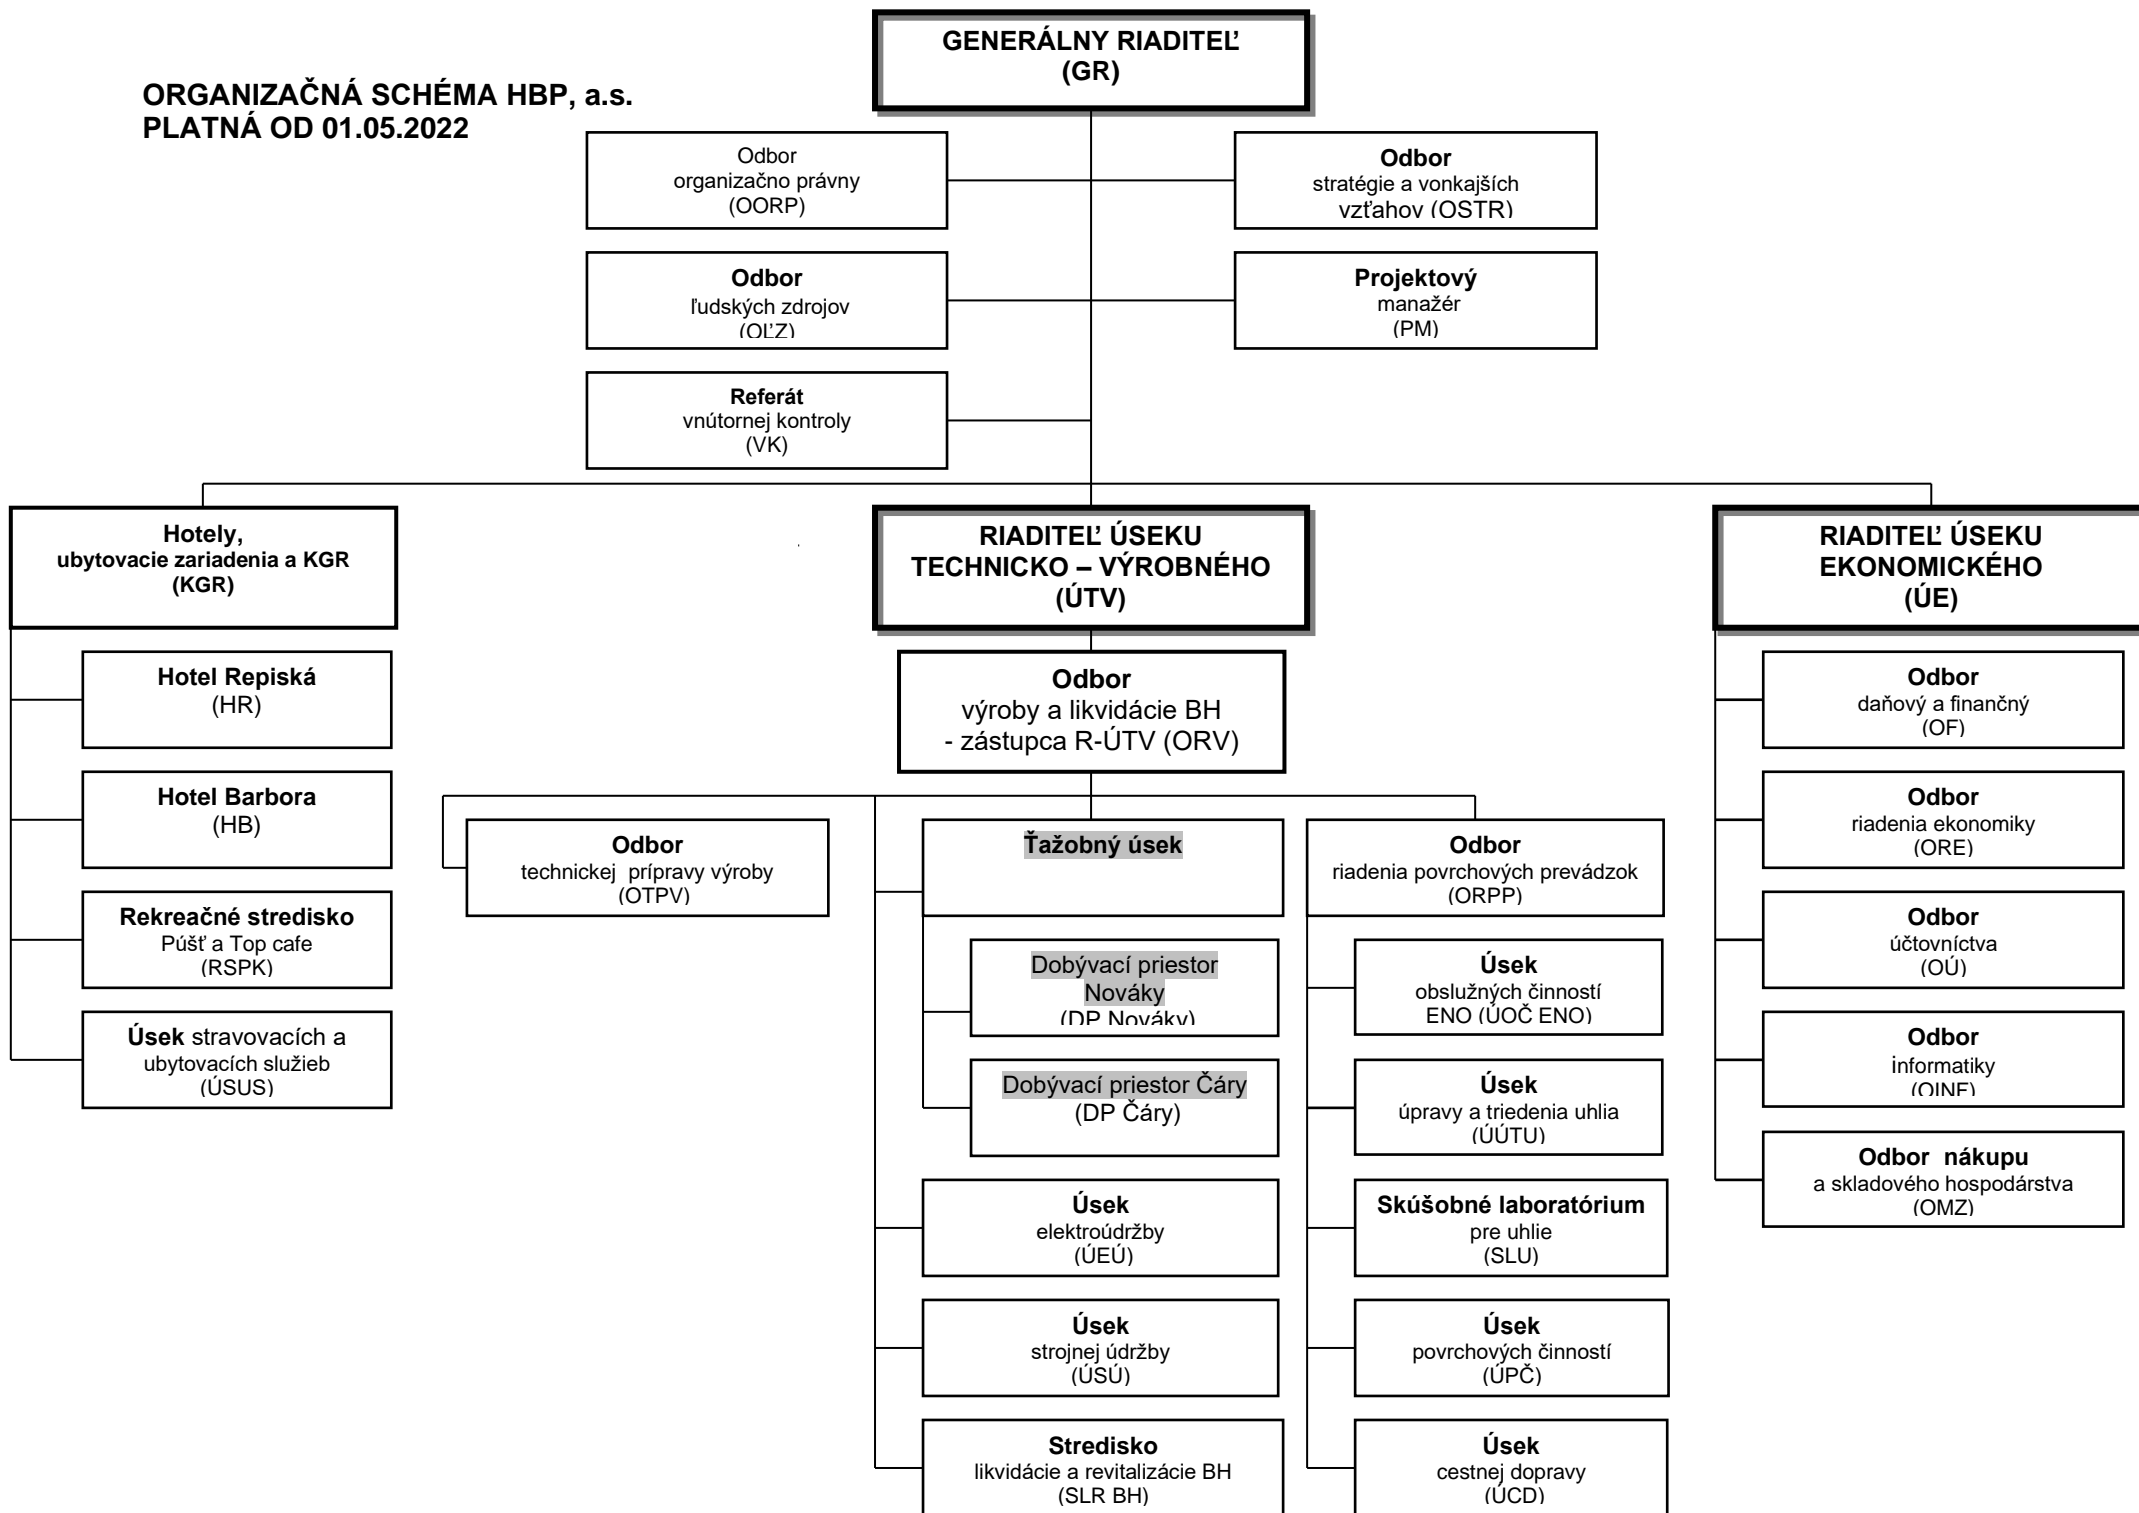 GENERÁLNY RIADITEĽ
(GR)
ORGANIZAČNÁ SCHÉMA HBP, a.s.
PLATNÁ OD 01.05.2022
Odbor
organizačno právny
(OORP)
Odbor
stratégie a vonkajších
vzťahov (OSTR)
Odbor
ľudských zdrojov
(OĽZ)
Projektový
manažér
(PM)
Referát
vnútornej kontroly
(VK)
Hotely,
ubytovacie zariadenia a KGR
(KGR)
RIADITEĽ ÚSEKU
TECHNICKO – VÝROBNÉHO
(ÚTV)
RIADITEĽ ÚSEKU
EKONOMICKÉHO
(ÚE)
Hotel Repiská
(HR)
Hotel Barbora
(HB)
Rekreačné stredisko
Púšť a Top cafe
(RSPK)
Úsek stravovacích a
ubytovacích služieb
(ÚSUS)
Odbor
výroby a likvidácie BH
- zástupca R-ÚTV (ORV)
Odbor
technickej prípravy výroby
(OTPV)
Ťažobný úsek
Dobývací priestor
Nováky
(DP Nováky)
Dobývací priestor Čáry
(DP Čáry)
Úsek
elektroúdržby
(ÚEÚ)
Úsek
strojnej údržby
(ÚSÚ)
Stredisko
likvidácie a revitalizácie BH
(SLR BH)
Odbor
riadenia povrchových prevádzok
(ORPP)
Úsek
obslužných činností
ENO (ÚOČ ENO)
Úsek
úpravy a triedenia uhlia
(ÚÚTU)
Skúšobné laboratórium
pre uhlie
(SLU)
Úsek
povrchových činností
(ÚPČ)
Úsek
cestnej dopravy
(ÚCD)
Odbor
daňový a finančný
(OF)
Odbor
riadenia ekonomiky
(ORE)
Odbor
účtovníctva
(OÚ)
Odbor
informatiky
(OINF)
Odbor nákupu
a skladového hospodárstva
(OMZ)